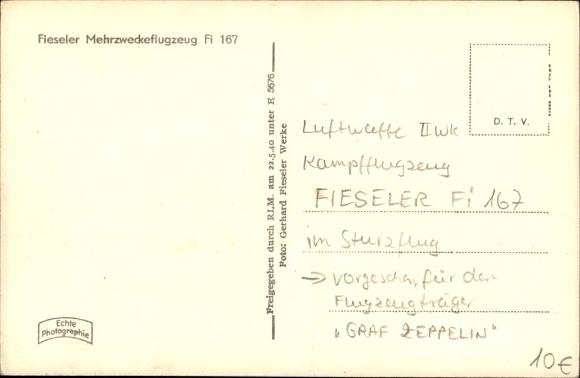 Fieseler Mehrzweckeflugzeug Fi 167
Echte
Photographie
Freigegeben durch RLM. am 22.5.40 unter F 5676
Foto: Gerhard Fieseler Werke
D. T. V.
Luftwaffe II WK
Kampfflugzeug
FIESELER Fi 167
im Sturzflug
→ vorgesehen für den
Flugzeugträger
"GRAF ZEPPELIN"
10€